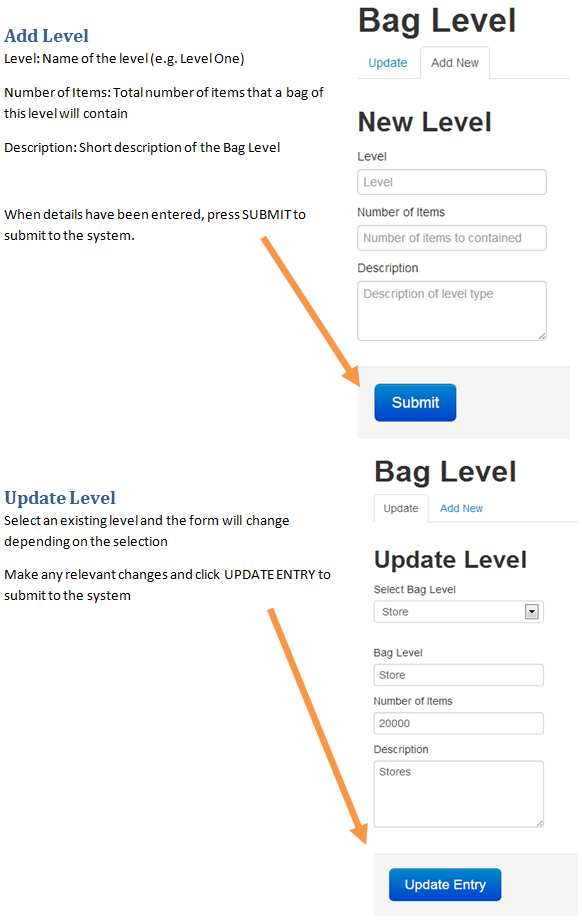 Add Level
Level: Name of the level (e.g. Level One)
Number of Items: Total number of items that a bag of
this level will contain
Description: Short description of the Bag Level
When details have been entered, press SUBMIT to
submit to the system.
Bag Level
Update
Add New
New Level
Level
Level
Number of Items
Number of items to contained
Description
Description of level type
Submit
Update Level
Select an existing level and the form will change
depending on the selection
Make any relevant changes and click UPDATE ENTRY to
submit to the system
Bag Level
Update
Add New
Update Level
Select Bag Level
Store
Bag Level
Store
Number of Items
20000
Description
Stores
Update Entry